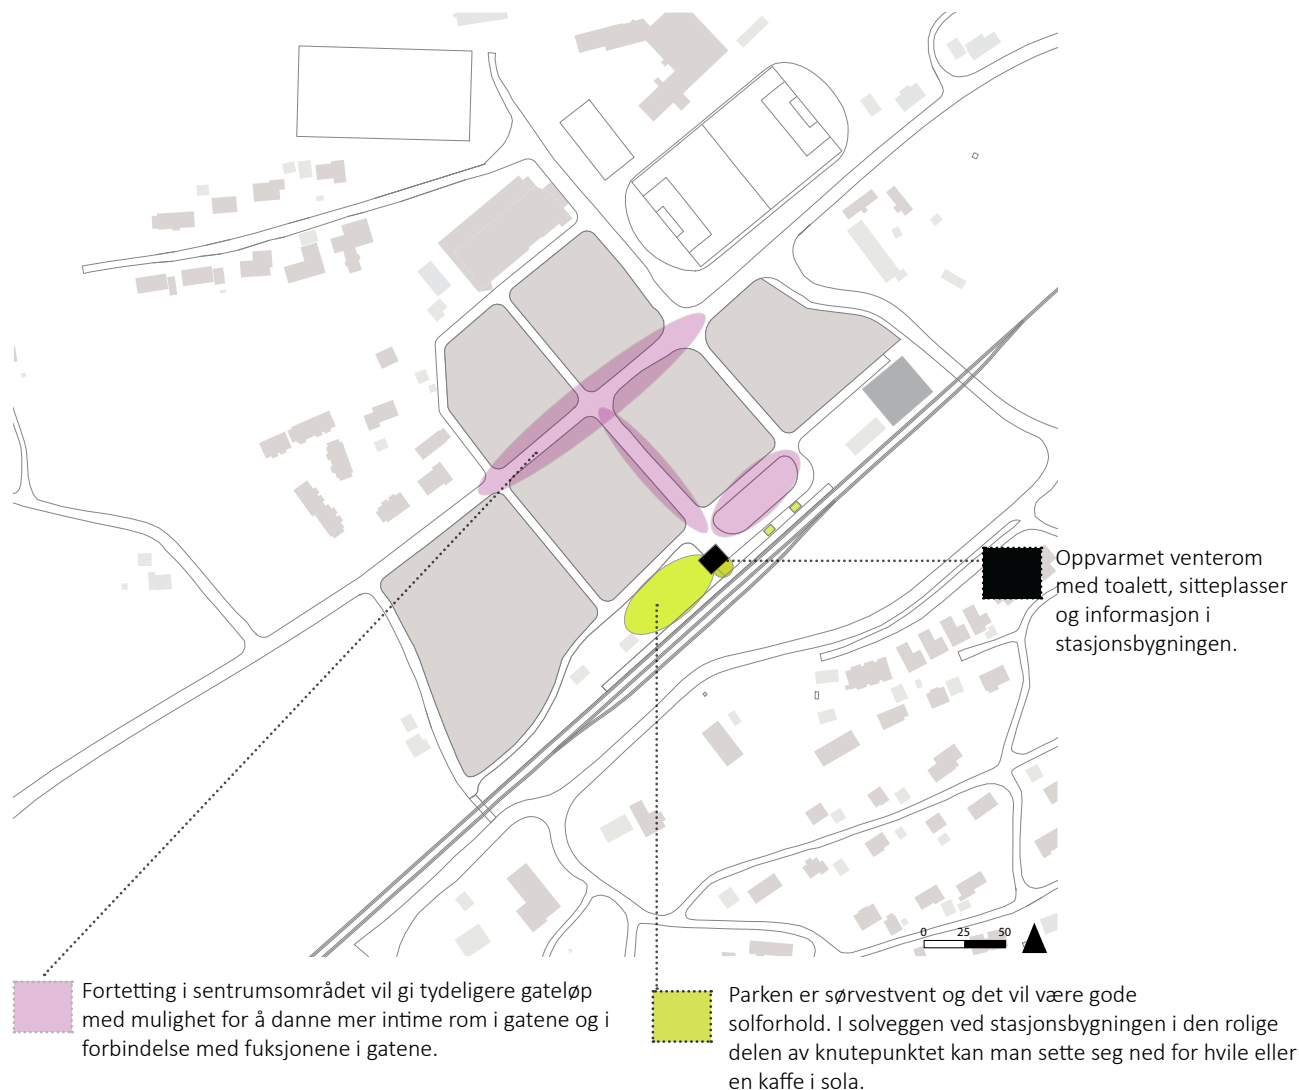 Oppvarmet venterom
med toalett, sitteplasser
og informasjon i
stasjonsbygningen.
0 25 50
Fortetting i sentrumsområdet vil gi tydeligere gateløp
med mulighet for å danne mer intime rom i gatene og i
forbindelse med fuksjonene i gatene.
Parken er sørvestvent og det vil være gode
solforhold. I solveggen ved stasjonsbygningen i den rolige
delen av knutepunktet kan man sette seg ned for hvile eller
en kaffe i sola.